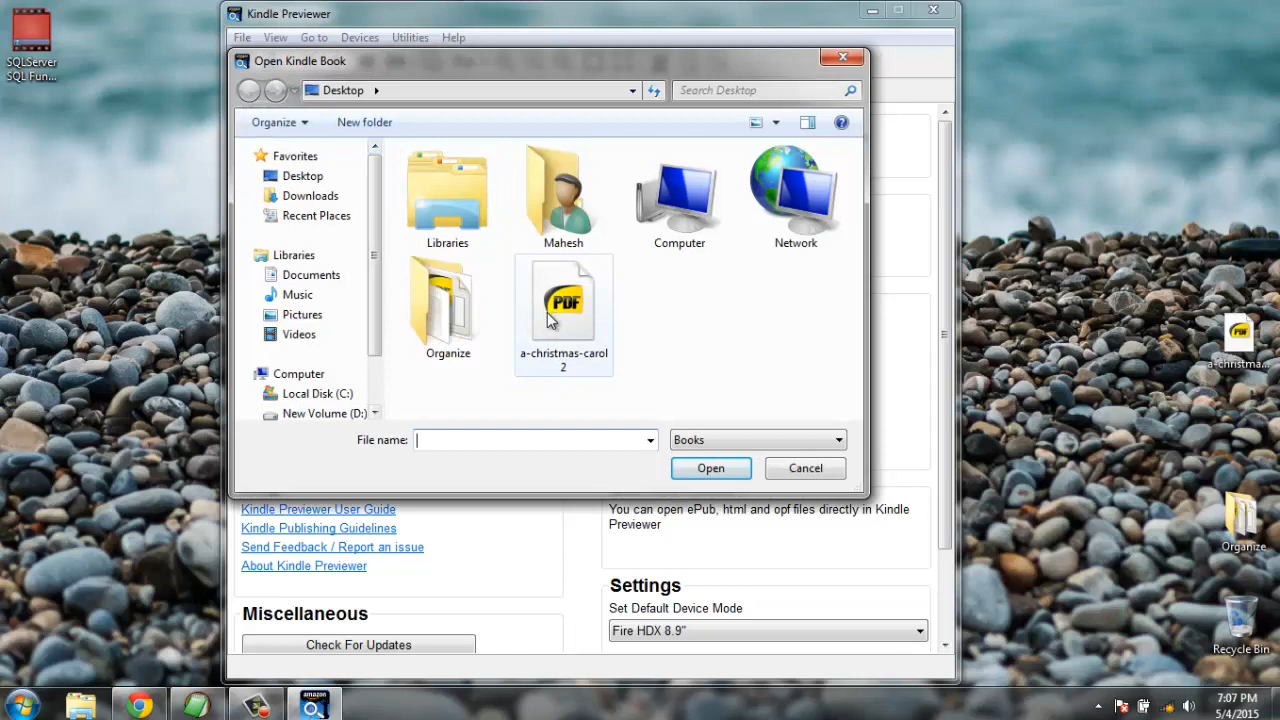 SQLServer
SQL Fun...
Kindle Previewer
File View Go to Devices Utilities Help
Open Kindle Book
Desktop
Search Desktop
Organize
New folder
Favorites
Desktop
Downloads
Recent Places
Libraries
Documents
Music
Pictures
Videos
Computer
Local Disk (C:)
New Volume (D:)
Libraries
Mahesh
Computer
Network
Organize
PDF
a-christmas-carol
2
File name:
Books
Open
Cancel
Kindle Previewer User Guide
Kindle Publishing Guidelines
Send Feedback / Report an issue
About Kindle Previewer
Miscellaneous
Check For Updates
You can open ePub, html and opf files directly in Kindle
Previewer
Settings
Set Default Device Mode
Fire HDX 8.9"
PDF
a-christma...
Organize
Recycle Bin
amazon
7:07 PM
5/4/2015